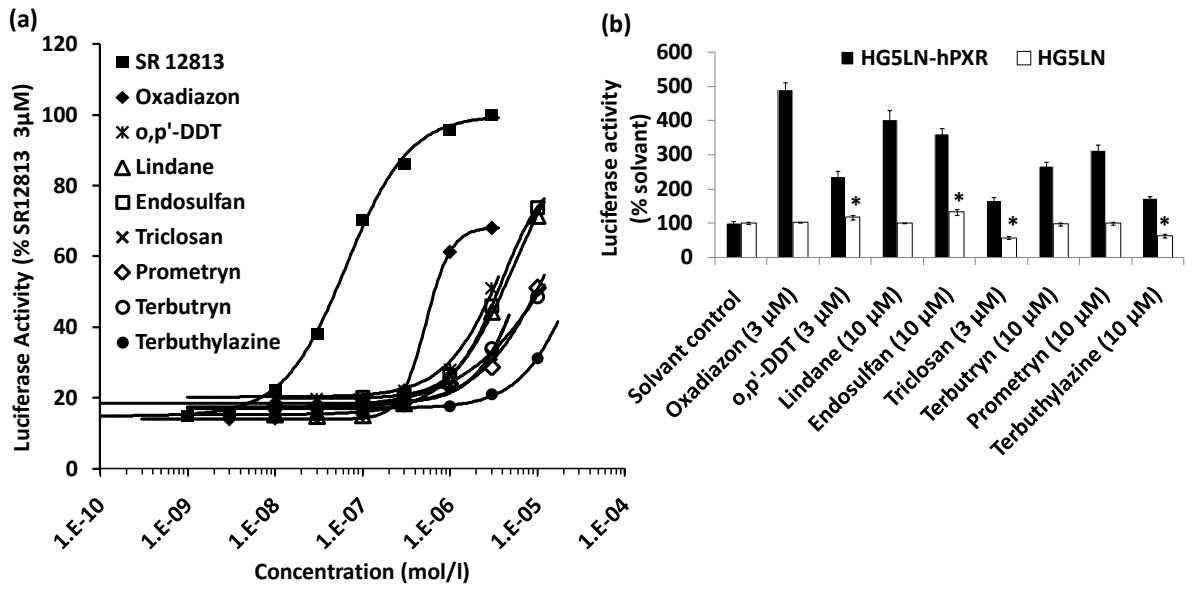 (a)
120
100
80
60
40
20
0
Luciferase Activity (% SR12813 3µM)
SR 12813
Oxadiazon
o,p'-DDT
Lindane
Endosulfan
Triclosan
Prometryn
Terbutryn
Terbuthylazine
1.E-10
1.E-09
1.E-08
1.E-07
1.E-06
1.E-05
1.E-04
Concentration (mol/l)
(b)
600
500
400
300
200
100
0
Luciferase activity
(% solvant)
HG5LN-hPXR
HG5LN
*
*
*
*
Solvant control
Oxadiazon (3 µM)
o,p'-DDT (3 µM)
Lindane (10 µM)
Endosulfan (10 µM)
Triclosan (3 µM)
Terbutryn (10 µM)
Prometryn (10 µM)
Terbuthylazine (10 µM)